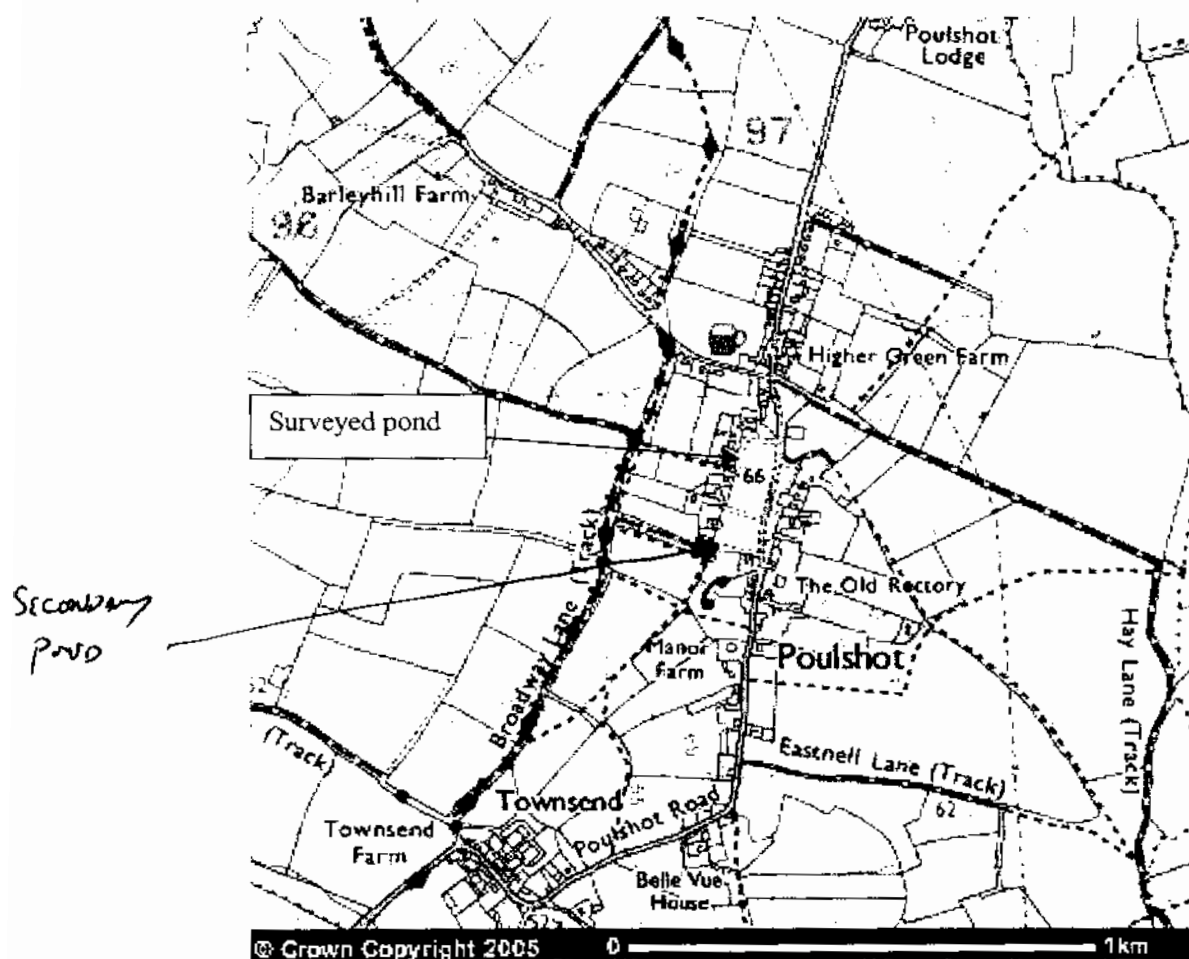 Poulshot
Lodge
97
Barleyhill Farm
96
Higher Green Farm
Surveyed pond
66
Broadway Lane (Track)
The Old Rectory
Secondary
pond
Manor
Farm
Poulshot
Hay Lane (Track)
(Track)
Eastnell Lane (Track)
Townsend
62
Townsend
Farm
Poulshot Road
Belle Vue
House
52
© Crown Copyright 2005 0 1km